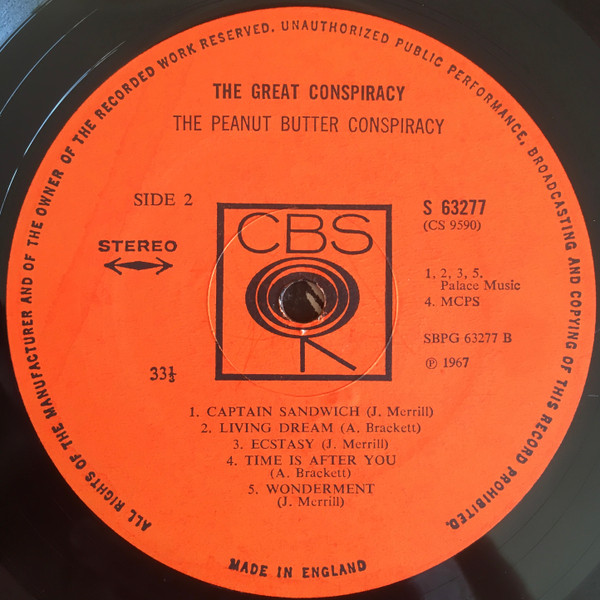 ALL RIGHTS OF THE MANUFACTURER AND OF THE OWNER OF THE RECORDED WORK RESERVED. UNAUTHORIZED PUBLIC PERFORMANCE, BROADCASTING AND COPYING OF THIS RECORD PROHIBITED.
THE GREAT CONSPIRACY
THE PEANUT BUTTER CONSPIRACY
SIDE 2
STEREO
33⅓
CBS
S 63277
(CS 9590)
1, 2, 3, 5.
Palace Music
4. MCPS
SBPG 63277 B
℗ 1967
1. CAPTAIN SANDWICH (J. Merrill)
2. LIVING DREAM (A. Brackett)
3. ECSTASY (J. Merrill)
4. TIME IS AFTER YOU
(A. Brackett)
5. WONDERMENT
(J. Merrill)
MADE IN ENGLAND